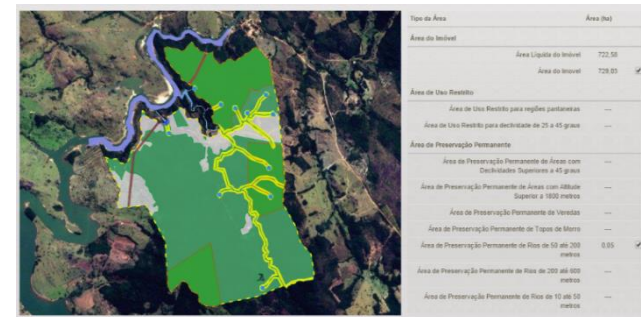 Tipo da Área Área (ha)
Área do Imóvel
Área Líquida do Imóvel 722,58
Área do Imovel 729,85
Área de Uso Restrito
Área de Uso Restrito para regiões pantaneiras ---
Área de Uso Restrito para declividade de 25 a 45 graus ---
Área de Preservação Permanente
Área de Preservação Permanente de Áreas com
Declividades Superiores a 45 graus ---
Área de Preservação Permanente de Áreas com Altitude
Superior a 1800 metros ---
Área de Preservação Permanente de Veredas ---
Área de Preservação Permanente de Topos de Morro ---
Área de Preservação Permanente de Rios de 50 até 200
metros 0,05
Área de Preservação Permanente de Rios de 200 até 600
metros ---
Área de Preservação Permanente de Rios de 10 até 50
metros ---